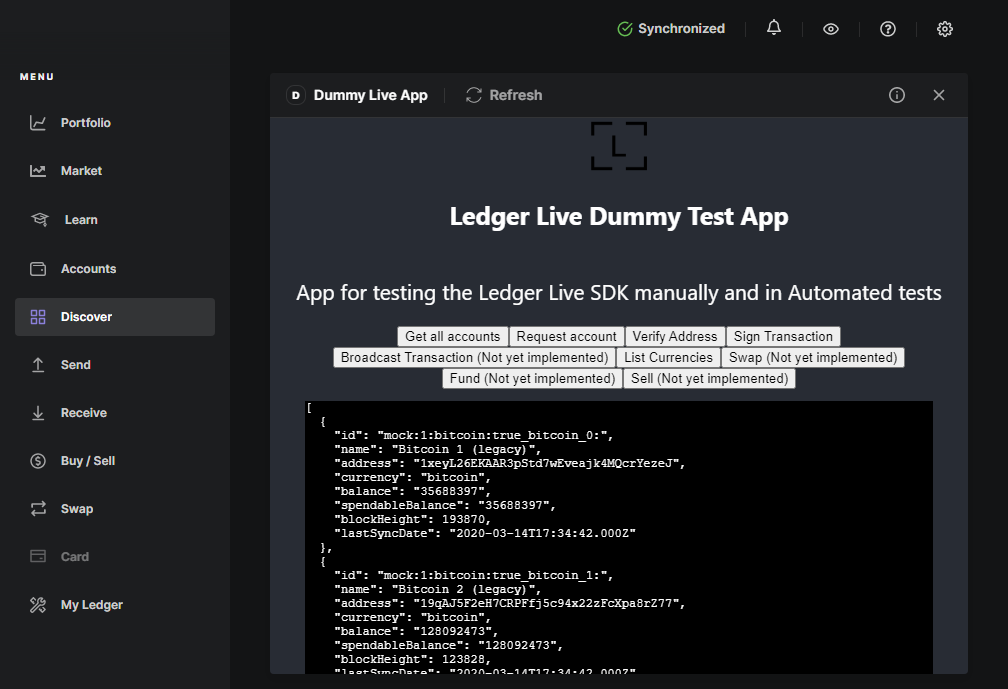 Synchronized
MENU
Portfolio
Market
Learn
Accounts
Discover
Send
Receive
Buy / Sell
Swap
Card
My Ledger
D Dummy Live App Refresh
L
Ledger Live Dummy Test App
App for testing the Ledger Live SDK manually and in Automated tests
Get all accounts Request account Verify Address Sign Transaction
Broadcast Transaction (Not yet implemented) List Currencies Swap (Not yet implemented)
Fund (Not yet implemented) Sell (Not yet implemented)
[
{
"id": "mock:1:bitcoin:true_bitcoin_0:",
"name": "Bitcoin 1 (legacy)",
"address": "1xeyL26EKAAR3pStd7wEveajk4MQcrYezeJ",
"currency": "bitcoin",
"balance": "35688397",
"spendableBalance": "35688397",
"blockHeight": 193870,
"lastSyncDate": "2020-03-14T17:34:42.000Z"
},
{
"id": "mock:1:bitcoin:true_bitcoin_1:",
"name": "Bitcoin 2 (legacy)",
"address": "19qAJ5F2eH7CRPFfj5c94x22zFcXpa8rZ77",
"currency": "bitcoin",
"balance": "128092473",
"spendableBalance": "128092473",
"blockHeight": 123828,
"lastSyncDate": "2020-03-14T17:34:42.000Z"